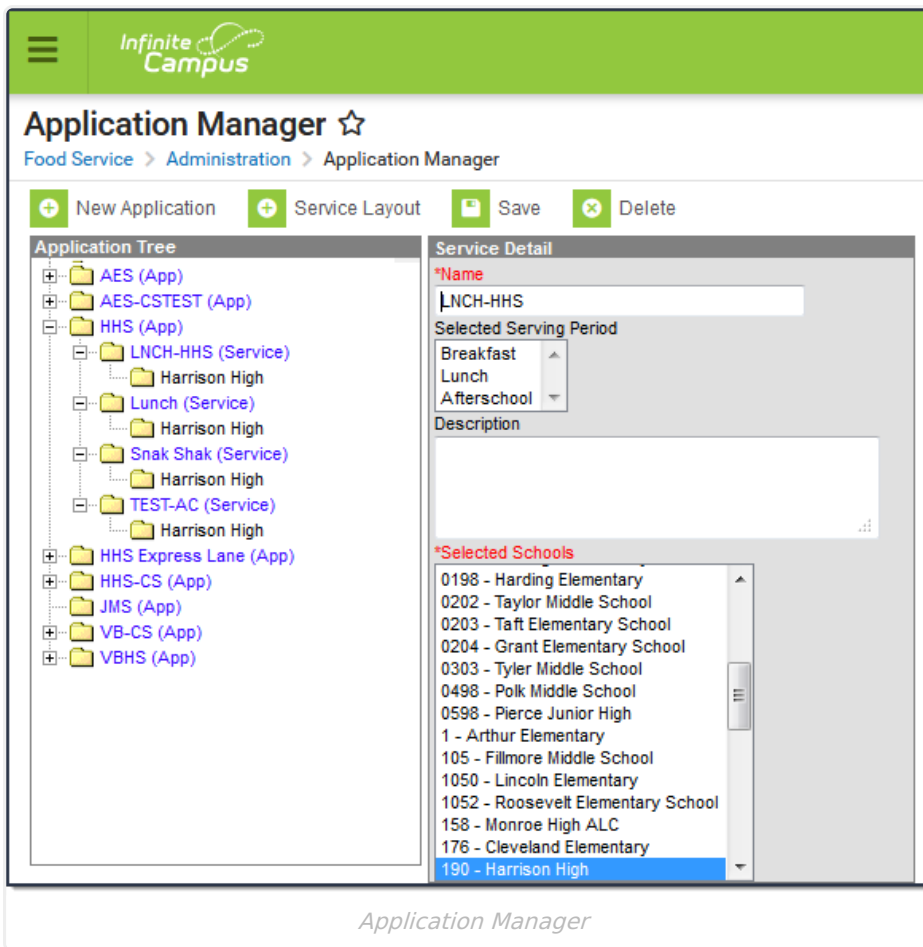 Infinite
Campus
Application Manager
Food Service > Administration > Application Manager
New Application Service Layout Save Delete
Application Tree
AES (App)
AES-CSTEST (App)
HHS (App)
LNCH-HHS (Service)
Harrison High
Lunch (Service)
Harrison High
Snak Shak (Service)
Harrison High
TEST-AC (Service)
Harrison High
HHS Express Lane (App)
HHS-CS (App)
JMS (App)
VB-CS (App)
VBHS (App)
Service Detail
*Name
LNCH-HHS
Selected Serving Period
Breakfast
Lunch
Afterschool
Description
*Selected Schools
0198 - Harding Elementary
0202 - Taylor Middle School
0203 - Taft Elementary School
0204 - Grant Elementary School
0303 - Tyler Middle School
0498 - Polk Middle School
0598 - Pierce Junior High
1 - Arthur Elementary
105 - Fillmore Middle School
1050 - Lincoln Elementary
1052 - Roosevelt Elementary School
158 - Monroe High ALC
176 - Cleveland Elementary
190 - Harrison High
Application Manager